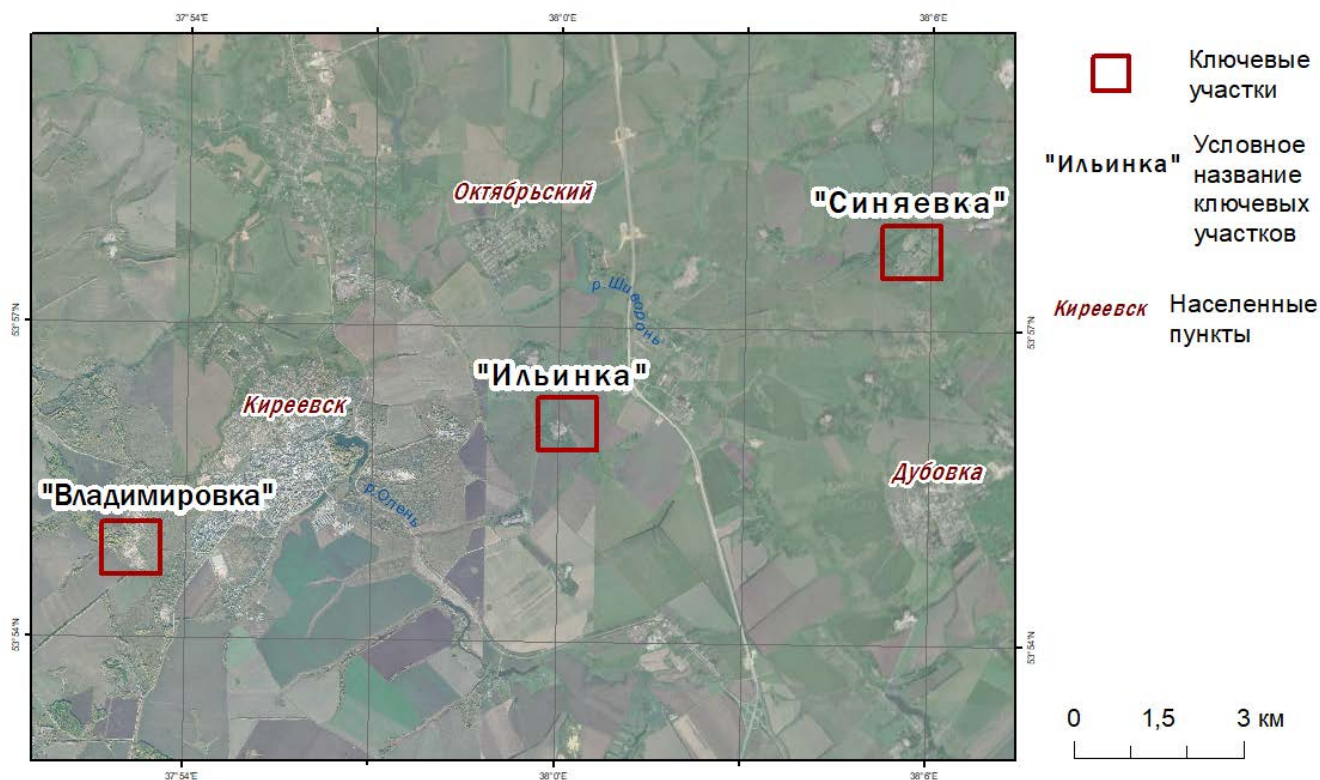 37°54'E
38°0'E
38°6'E
Ключевые
участки
"Ильинка"
Условное
название
ключевых
участков
Киреевск
Населенные
пункты
Октябрьский
"Синяевка"
р. Шиворонь
53°57'N
53°57'N
"Ильинка"
Киреевск
Дубовка
"Владимировка"
р.Олень
53°54'N
53°54'N
0 1,5 3 км
37°54'E
38°0'E
38°6'E